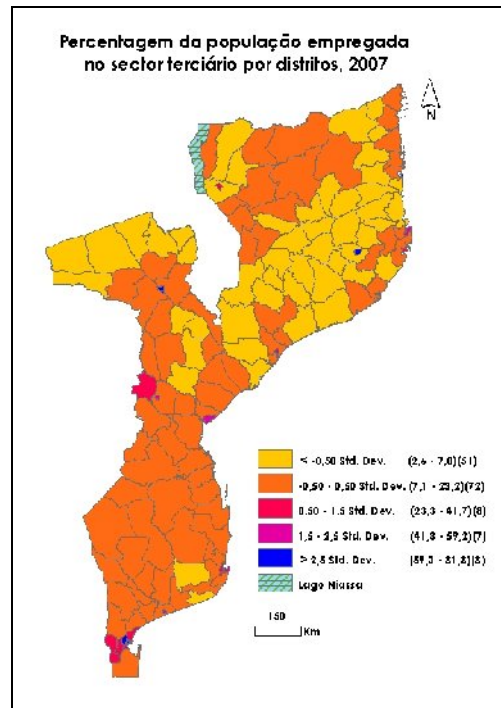 Percentagem da população empregada
no sector terciário por distritos, 2007
N
< -0,50 Std. Dev. (2,6 - 7,0)(51)
-0,50 - 0,50 Std. Dev. (7,1 - 23,2)(72)
0,50 - 1,5 Std. Dev. (23,3 - 41,7)(8)
1,5 - 2,5 Std. Dev. (41,8 - 59,2)(7)
> 2,5 Std. Dev. (59,3 - 81,8)(8)
Lago Niassa
150
Km